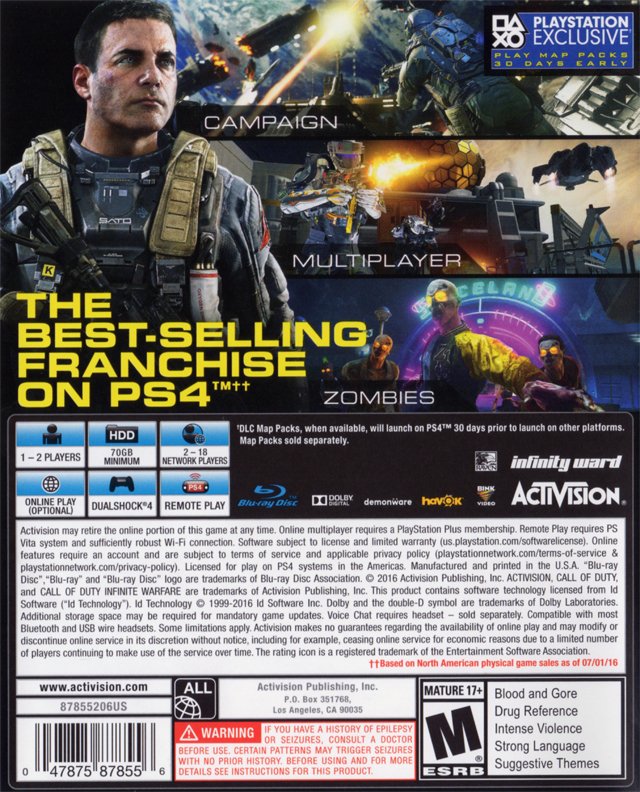 PLAYSTATION
EXCLUSIVE
PLAY MAP PACKS
30 DAYS EARLY
CAMPAIGN
SATO
MULTIPLAYER
K
THE
BEST-SELLING
FRANCHISE
ON PS4™††
ZOMBIES
1 – 2 PLAYERS
HDD
70GB
MINIMUM
2 – 18
NETWORK PLAYERS
ONLINE PLAY
(OPTIONAL)
DUALSHOCK®4
PS4
REMOTE PLAY
†DLC Map Packs, when available, will launch on PS4™ 30 days prior to launch on other platforms.
Map Packs sold separately.
infinity ward
Blu-ray Disc™
DOLBY
DIGITAL
demonware
havok™
BINK
VIDEO
ACTIVISION®
Activision may retire the online portion of this game at any time. Online multiplayer requires a PlayStation Plus membership. Remote Play requires PS
Vita system and sufficiently robust Wi-Fi connection. Software subject to license and limited warranty (us.playstation.com/softwarelicense). Online
features require an account and are subject to terms of service and applicable privacy policy (playstationnetwork.com/terms-of-service &
playstationnetwork.com/privacy-policy). Licensed for play on PS4 systems in the Americas. Manufactured and printed in the U.S.A. “Blu-ray
Disc”,“Blu-ray” and “Blu-ray Disc” logo are trademarks of Blu-ray Disc Association. © 2016 Activision Publishing, Inc. ACTIVISION, CALL OF DUTY,
and CALL OF DUTY INFINITE WARFARE are trademarks of Activision Publishing, Inc. This product contains software technology licensed from Id
Software ("Id Technology"). Id Technology © 1999-2016 Id Software Inc. Dolby and the double-D symbol are trademarks of Dolby Laboratories.
Additional storage space may be required for mandatory game updates. Voice Chat requires headset – sold separately. Compatible with most
Bluetooth and USB wire headsets. Some limitations apply. Activision makes no guarantees regarding the availability of online play and may modify or
discontinue online service in its discretion without notice, including for example, ceasing online service for economic reasons due to a limited number
of players continuing to make use of the service over time. The rating icon is a registered trademark of the Entertainment Software Association.
††Based on North American physical game sales as of 07/01/16
www.activision.com
87855206US
ALL
Activision Publishing, Inc.
P.O. Box 351768,
Los Angeles, CA 90035
WARNING
IF YOU HAVE A HISTORY OF EPILEPSY
OR SEIZURES, CONSULT A DOCTOR
BEFORE USE. CERTAIN PATTERNS MAY TRIGGER SEIZURES
WITH NO PRIOR HISTORY. BEFORE USING AND FOR MORE
DETAILS SEE INSTRUCTIONS FOR THIS PRODUCT.
0 47875 87855 6
MATURE 17+
M
ESRB
Blood and Gore
Drug Reference
Intense Violence
Strong Language
Suggestive Themes